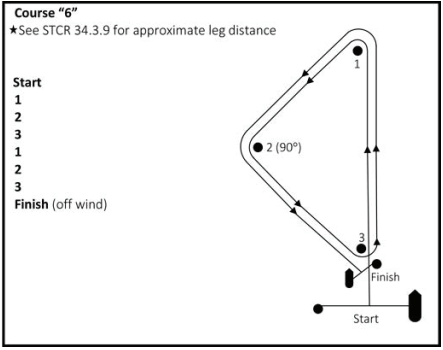 Course “6”
★See STCR 34.3.9 for approximate leg distance
Start
1
2
3
1
2
3
Finish (off wind)
1
2 (90°)
3
Finish
Start